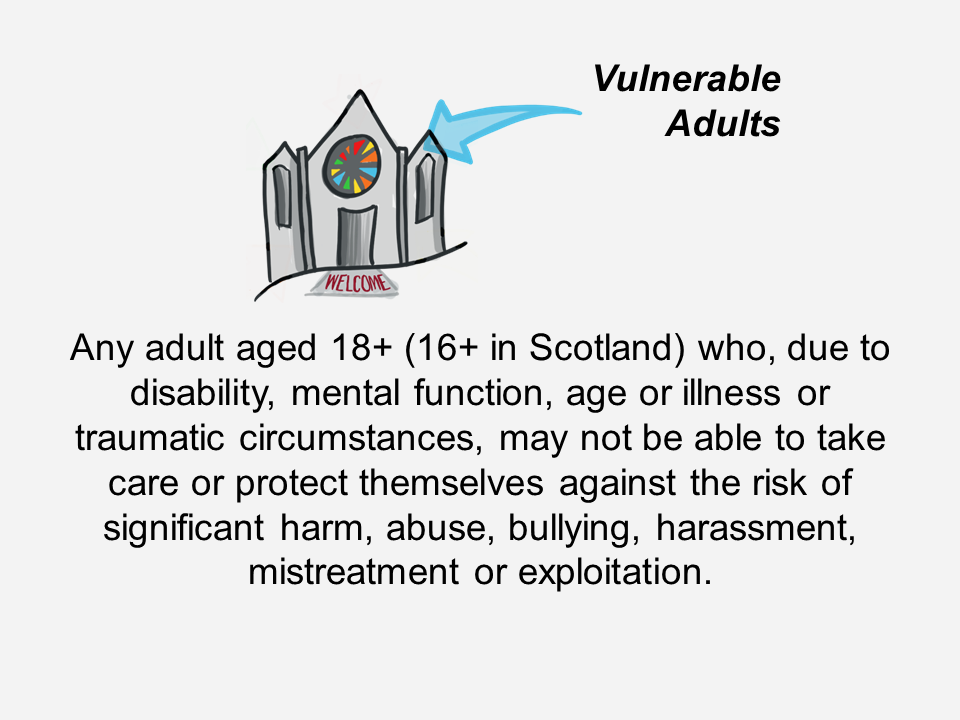 Vulnerable
Adults
WELCOME
Any adult aged 18+ (16+ in Scotland) who, due to
disability, mental function, age or illness or
traumatic circumstances, may not be able to take
care or protect themselves against the risk of
significant harm, abuse, bullying, harassment,
mistreatment or exploitation.